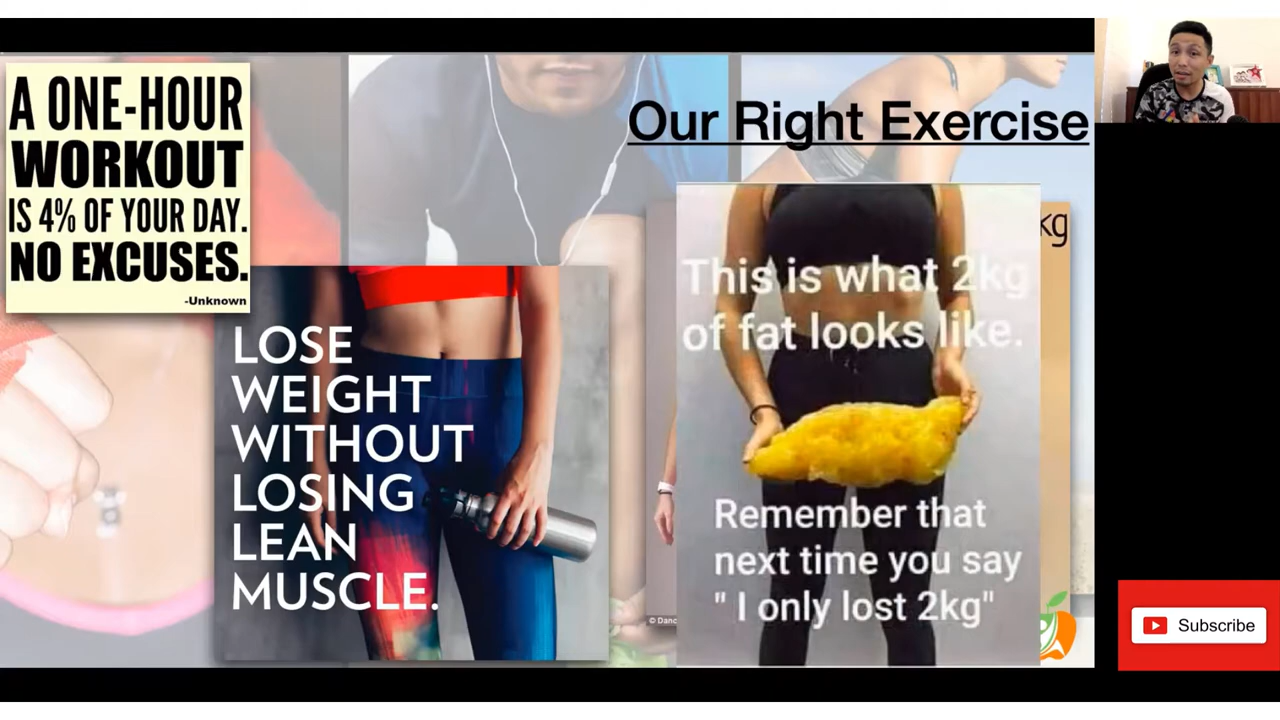 A ONE-HOUR
WORKOUT
IS 4% OF YOUR DAY.
NO EXCUSES.
-Unknown
Our Right Exercise
kg
LOSE
WEIGHT
WITHOUT
LOSING
LEAN
MUSCLE.
This is what 2kg
of fat looks like.
Remember that
next time you say
" I only lost 2kg"
Subscribe